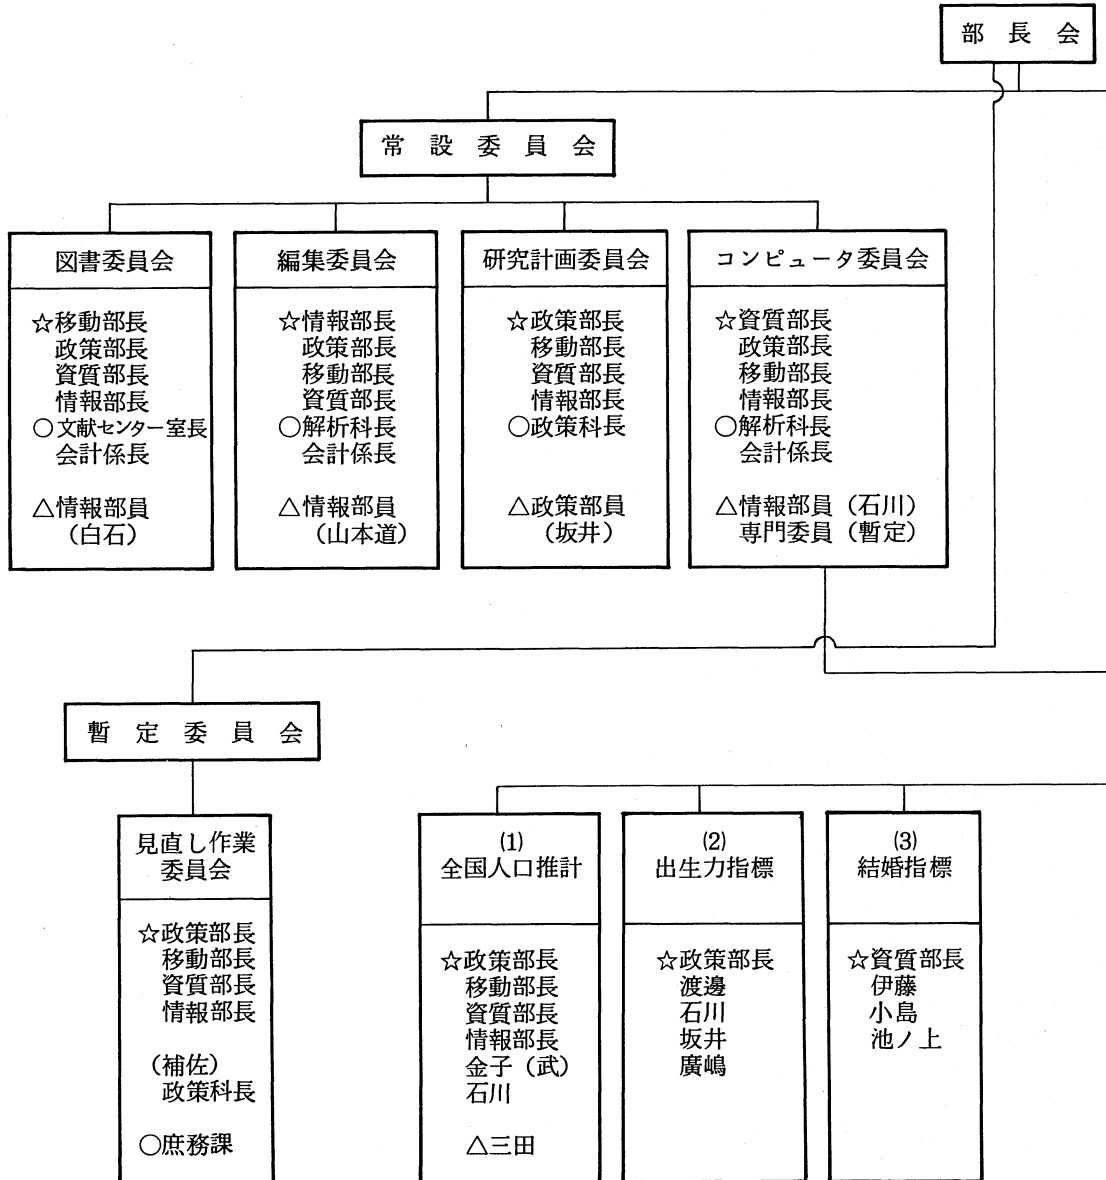 部長会
常設委員会
図書委員会
☆移動部長
政策部長
資質部長
情報部長
○文献センター室長
会計係長
△情報部員
（白石）
編集委員会
☆情報部長
政策部長
移動部長
資質部長
○解析科長
会計係長
△情報部員
（山本道）
研究計画委員会
☆政策部長
移動部長
資質部長
情報部長
○政策科長
△政策部員
（坂井）
コンピュータ委員会
☆資質部長
政策部長
移動部長
情報部長
○解析科長
会計係長
△情報部員（石川）
専門委員（暫定）
暫定委員会
見直し作業
委員会
☆政策部長
移動部長
資質部長
情報部長
（補佐）
政策科長
○庶務課
(1)
全国人口推計
☆政策部長
移動部長
資質部長
情報部長
金子（武）
石川
△三田
(2)
出生力指標
☆政策部長
渡邊
石川
坂井
廣嶋
(3)
結婚指標
☆資質部長
伊藤
小島
池ノ上